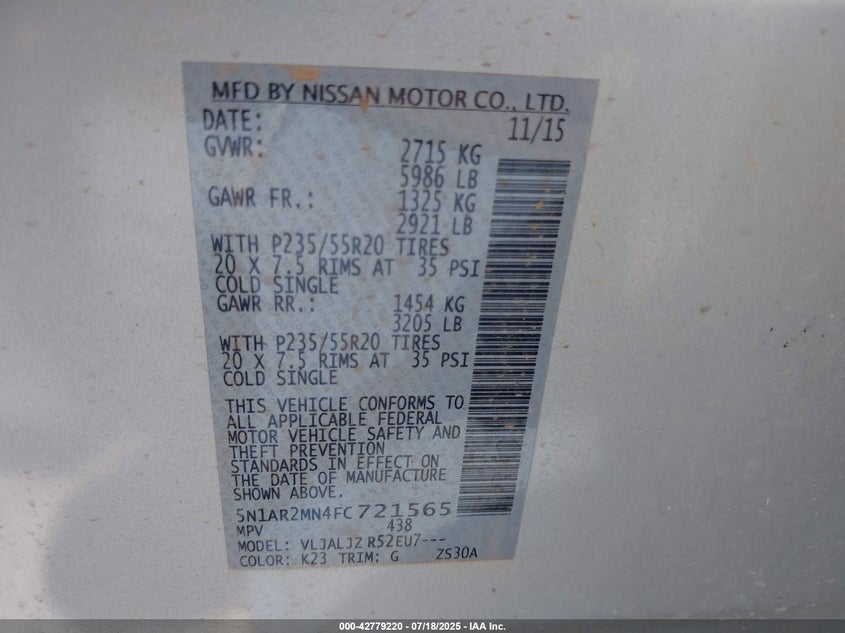 MFD BY NISSAN MOTOR CO., LTD.
DATE: 11/15
GVWR: 2715 KG
5986 LB
GAWR FR.: 1325 KG
2921 LB
WITH P235/55R20 TIRES
20 X 7.5 RIMS AT 35 PSI
COLD SINGLE
GAWR RR.: 1454 KG
3205 LB
WITH P235/55R20 TIRES
20 X 7.5 RIMS AT 35 PSI
COLD SINGLE
THIS VEHICLE CONFORMS TO
ALL APPLICABLE FEDERAL
MOTOR VEHICLE SAFETY AND
THEFT PREVENTION
STANDARDS IN EFFECT ON
THE DATE OF MANUFACTURE
SHOWN ABOVE.
5N1AR2MN4FC721565
MPV 438
MODEL: VLJALJZ R52EU7---
COLOR: K23 TRIM: G ZS30A
000-42779220 - 07/18/2025 - IAA Inc.